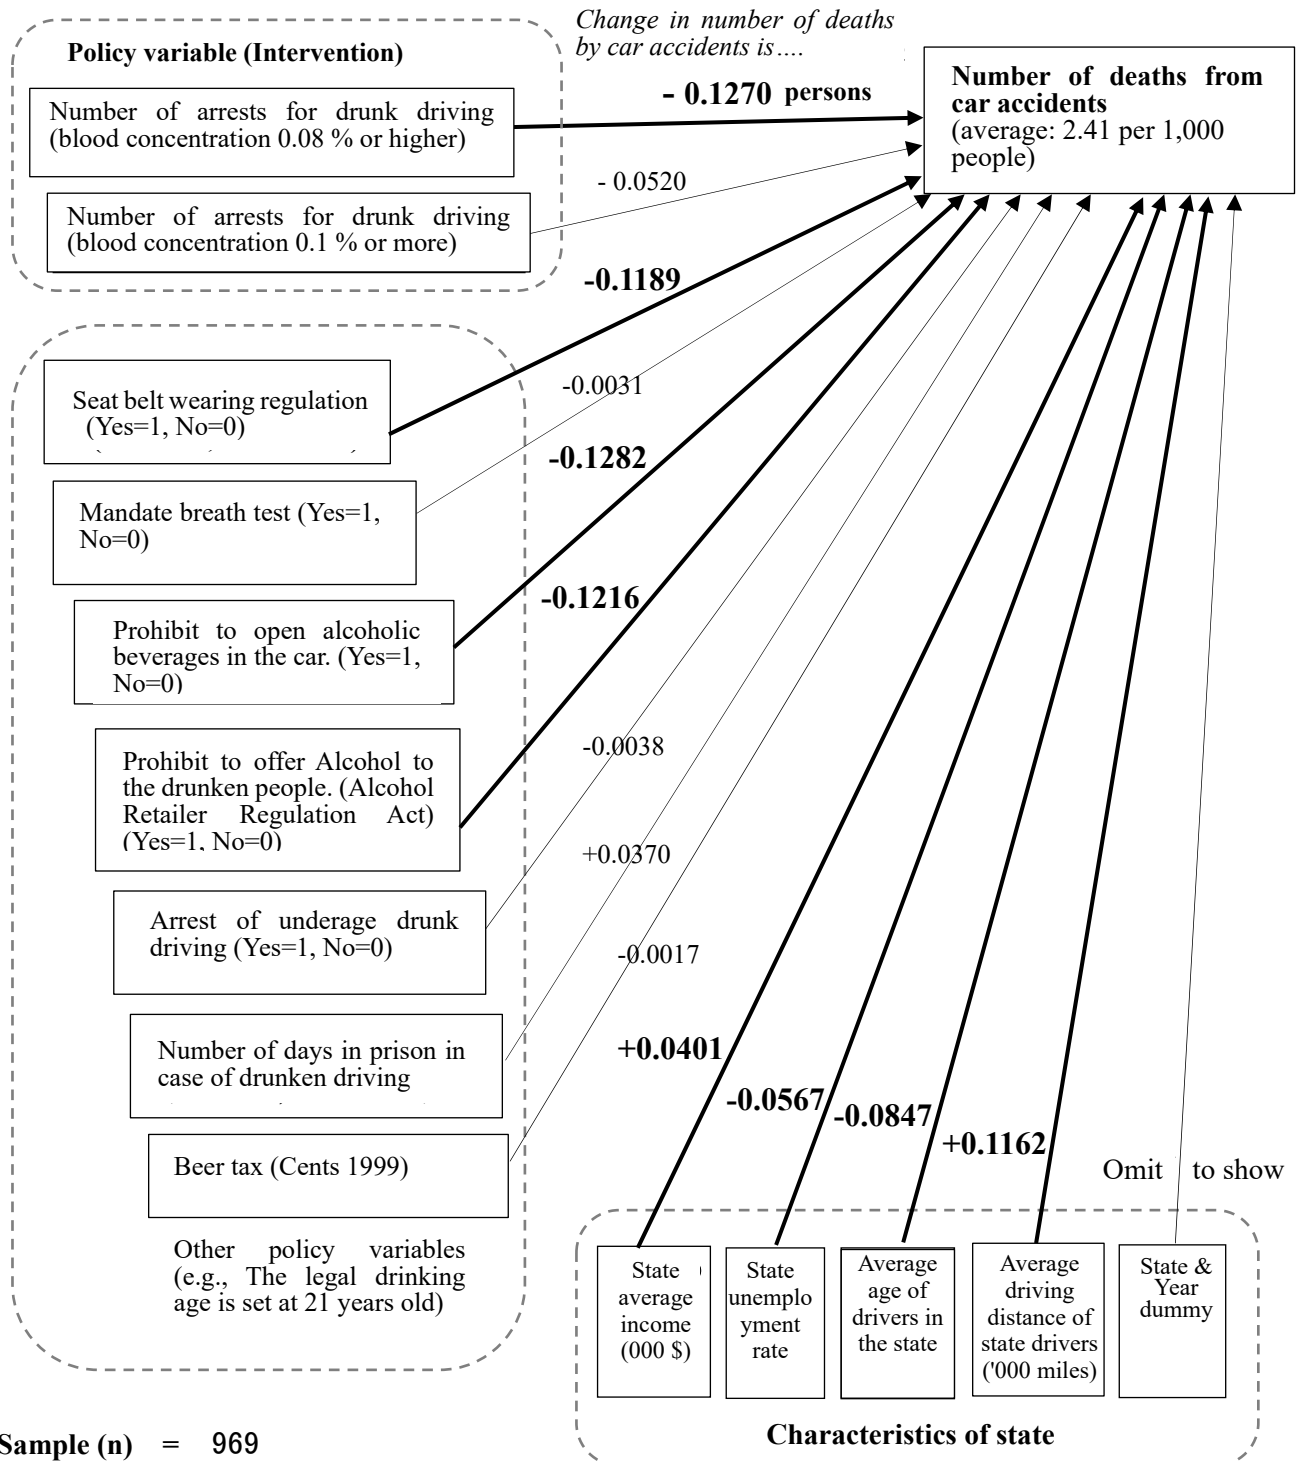 Change in number of deaths
by car accidents is….
Policy variable (Intervention)
Number of arrests for drunk driving
(blood concentration 0.08 % or higher)
- 0.1270 persons
Number of deaths from
car accidents
(average: 2.41 per 1,000
people)
Number of arrests for drunk driving
(blood concentration 0.1 % or more)
- 0.0520
-0.1189
Seat belt wearing regulation
(Yes=1, No=0)
-0.0031
Mandate breath test (Yes=1,
No=0)
-0.1282
Prohibit to open alcoholic
beverages in the car. (Yes=1,
No=0)
-0.1216
Prohibit to offer Alcohol to
the drunken people. (Alcohol
Retailer Regulation Act)
(Yes=1, No=0)
-0.0038
Arrest of underage drunk
driving (Yes=1, No=0)
+0.0370
Number of days in prison in
case of drunken driving
-0.0017
Beer tax (Cents 1999)
Other policy variables
(e.g., The legal drinking
age is set at 21 years old)
+0.0401
-0.0567
-0.0847
+0.1162
Omit to show
State
average
income
(000 $)
State
unemplo
yment
rate
Average
age of
drivers in
the state
Average
driving
distance of
state drivers
('000 miles)
State &
Year
dummy
Characteristics of state
Sample (n) = 969